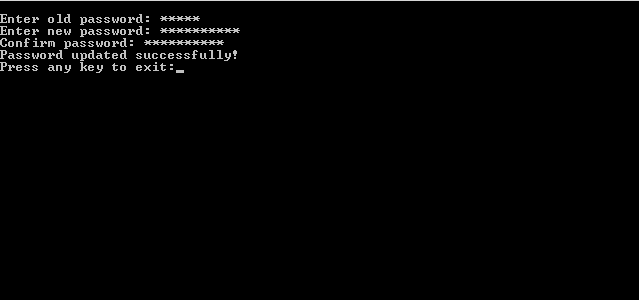 Enter old password: *****
Enter new password: **********
Confirm password: **********
Password updated successfully!
Press any key to exit:_